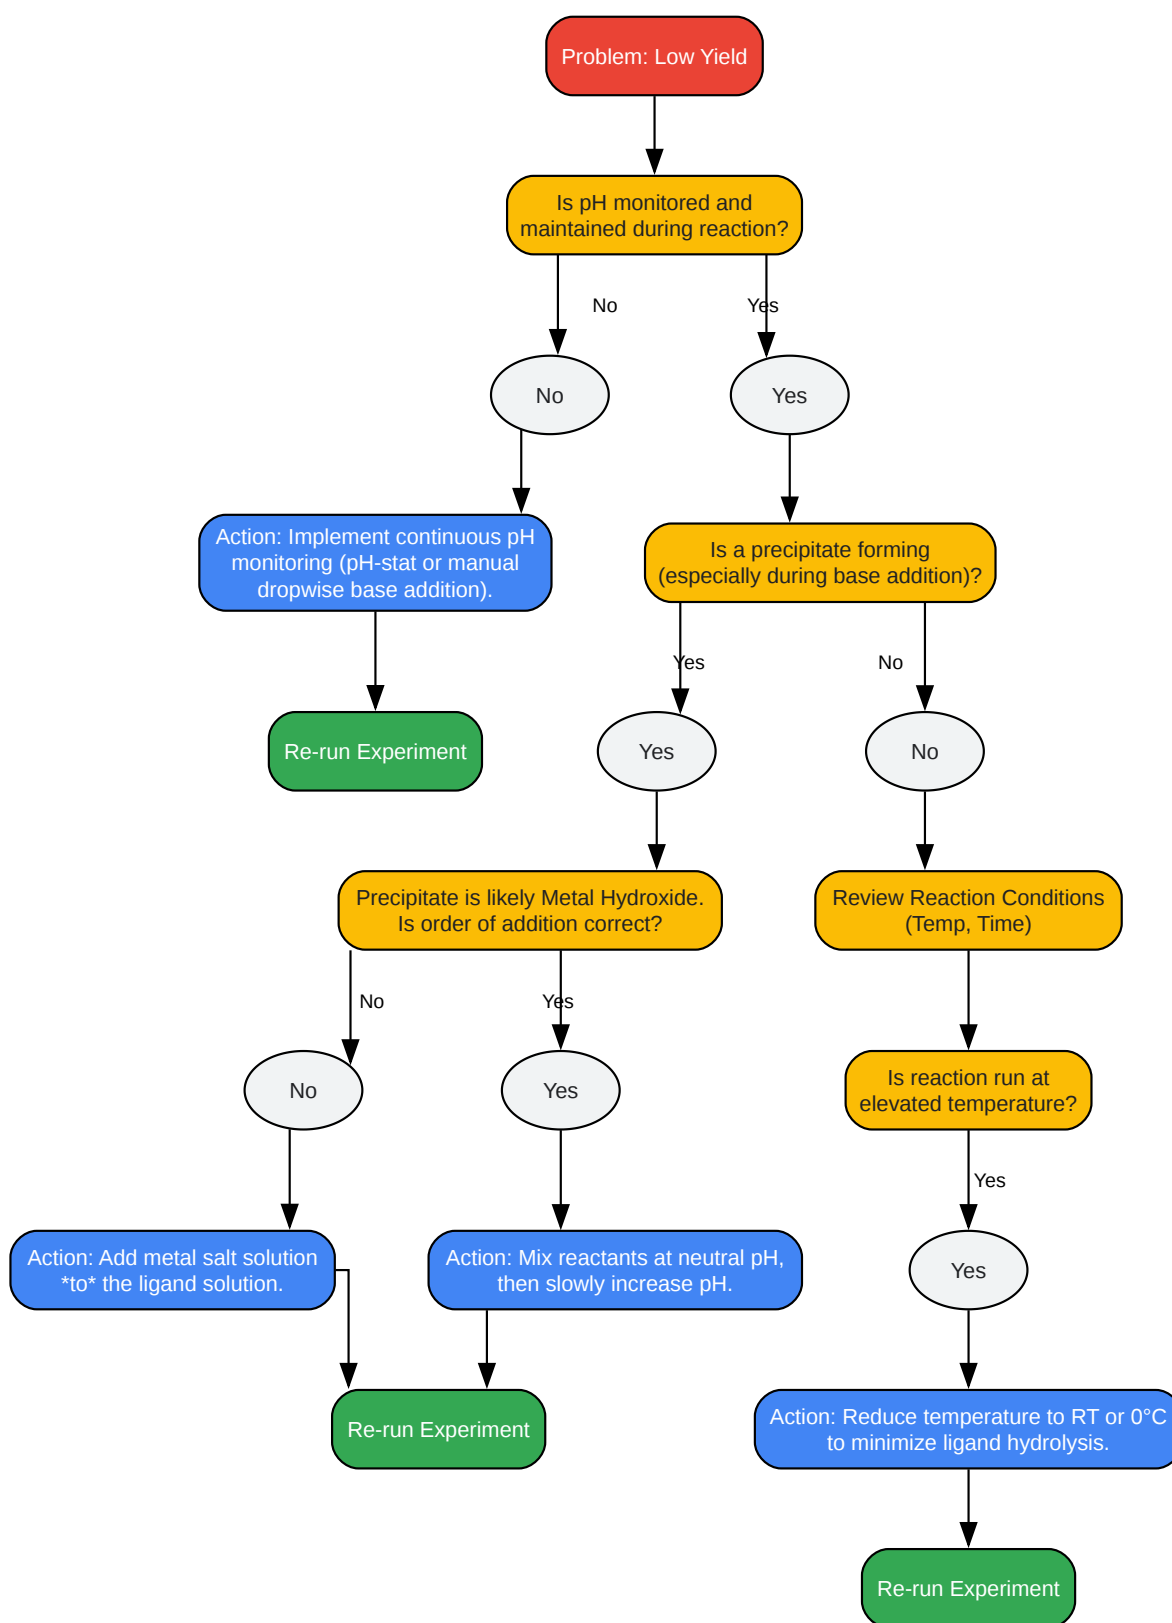 Problem: Low Yield
Is pH monitored and
maintained during reaction?
No
Yes
No
Yes
Action: Implement continuous pH
monitoring (pH-stat or manual
dropwise base addition).
Is a precipitate forming
(especially during base addition)?
Yes
No
Re-run Experiment
Yes
No
Precipitate is likely Metal Hydroxide.
Is order of addition correct?
Review Reaction Conditions
(Temp, Time)
No
Yes
No
Yes
Is reaction run at
elevated temperature?
Yes
Action: Add metal salt solution
*to* the ligand solution.
Action: Mix reactants at neutral pH,
then slowly increase pH.
Yes
Re-run Experiment
Action: Reduce temperature to RT or 0°C
to minimize ligand hydrolysis.
Re-run Experiment